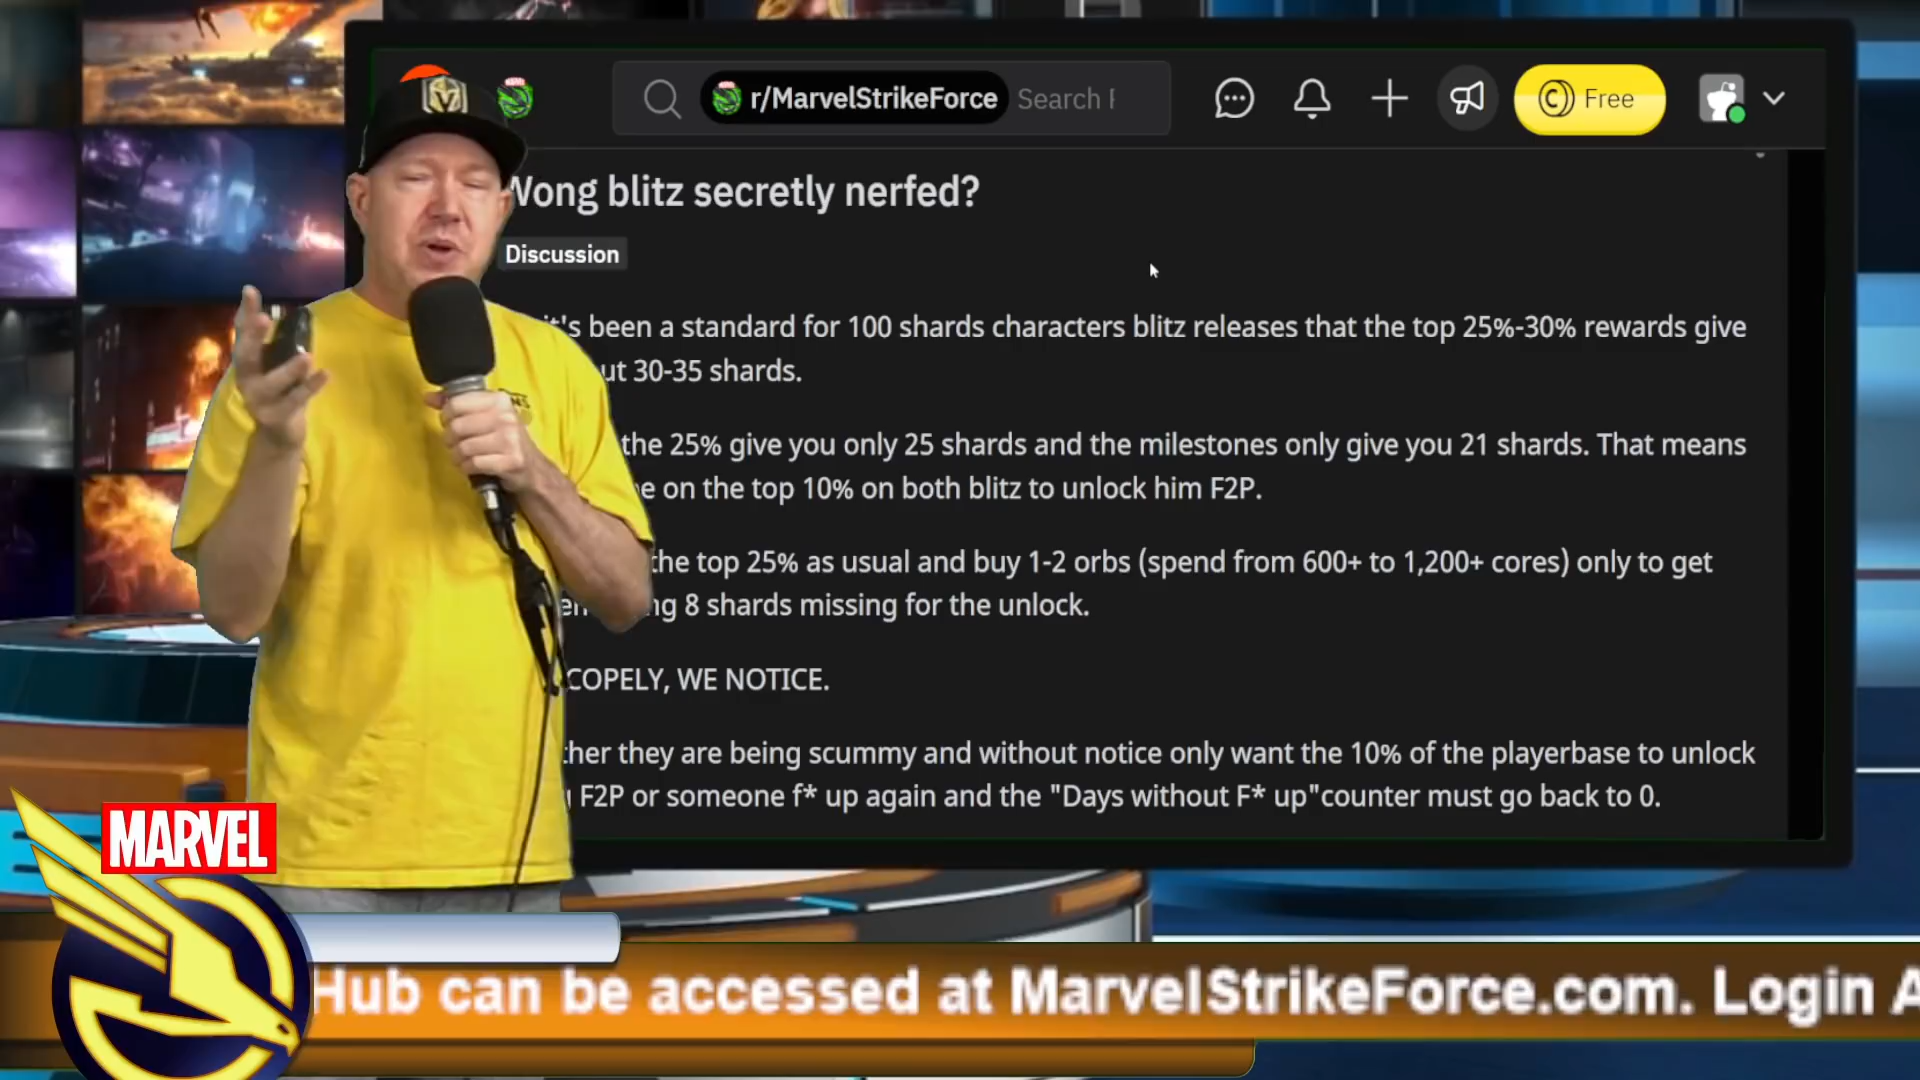 r/MarvelStrikeForce Search
Free
Wong blitz secretly nerfed?
Discussion
it's been a standard for 100 shards characters blitz releases that the top 25%-30% rewards give
ut 30-35 shards.
the 25% give you only 25 shards and the milestones only give you 21 shards. That means
e on the top 10% on both blitz to unlock him F2P.
the top 25% as usual and buy 1-2 orbs (spend from 600+ to 1,200+ cores) only to get
8 shards missing for the unlock.
COPELY, WE NOTICE.
ther they are being scummy and without notice only want the 10% of the playerbase to unlock
F2P or someone f* up again and the "Days without F* up"counter must go back to 0.
MARVEL
Hub can be accessed at MarvelStrikeForce.com. Login A